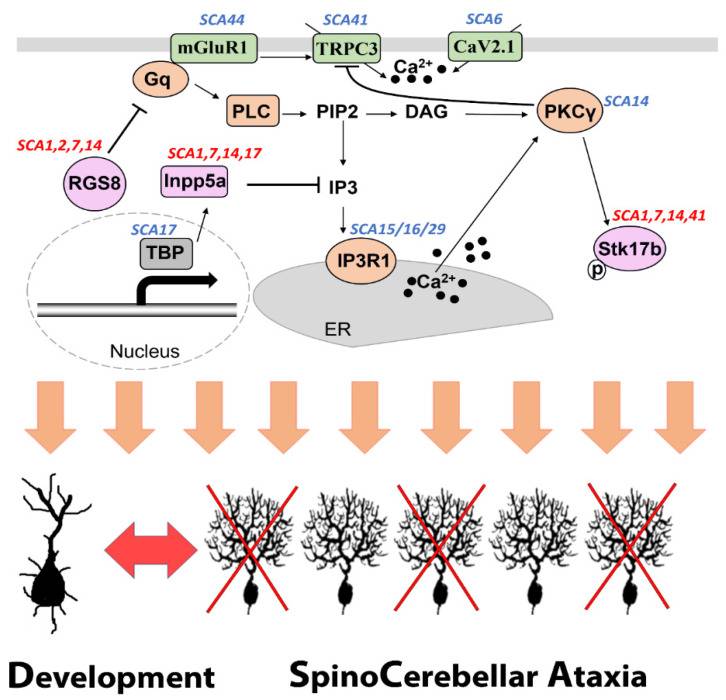 SCA44
SCA41
SCA6
mGluR1
TRPC3
CaV2.1
Ca2+
Gq
PLC
PIP2
DAG
PKCγ
SCA14
SCA1,2,7,14
RGS8
SCA1,7,14,17
Inpp5a
IP3
SCA17
TBP
SCA15/16/29
IP3R1
Ca2+
SCA1,7,14,41
Stk17b
p
ER
Nucleus
Development
SpinoCerebellar Ataxia